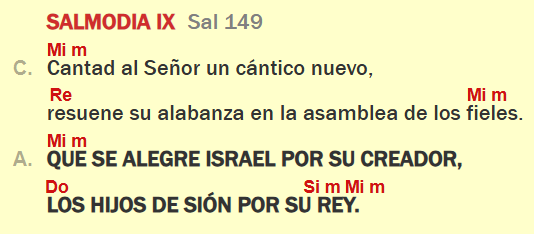 SALMODIA IX Sal 149
Mi m
C. Cantad al Señor un cántico nuevo,
Re Mi m
resuene su alabanza en la asamblea de los fieles.
Mi m
A. QUE SE ALEGRE ISRAEL POR SU CREADOR,
Do Si m Mi m
LOS HIJOS DE SIÓN POR SU REY.